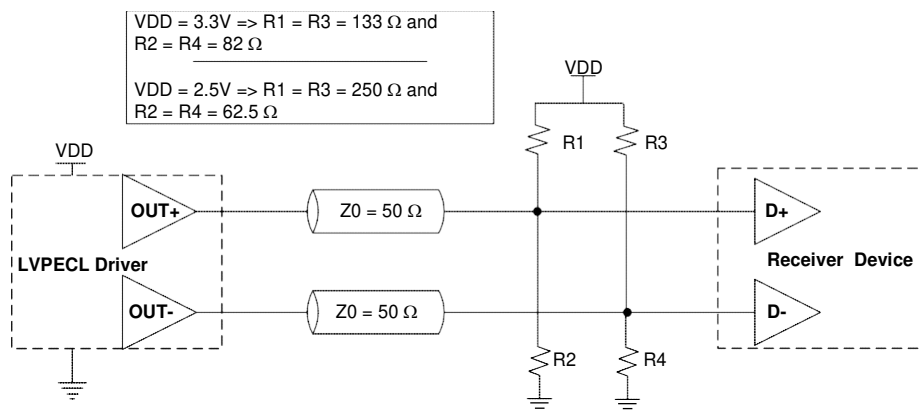 VDD = 3.3V => R1 = R3 = 133 Ω and
R2 = R4 = 82 Ω
VDD = 2.5V => R1 = R3 = 250 Ω and
R2 = R4 = 62.5 Ω
VDD
VDD
R1
R3
OUT+
Z0 = 50 Ω
D+
LVPECL Driver
Receiver Device
OUT-
Z0 = 50 Ω
D-
R2
R4